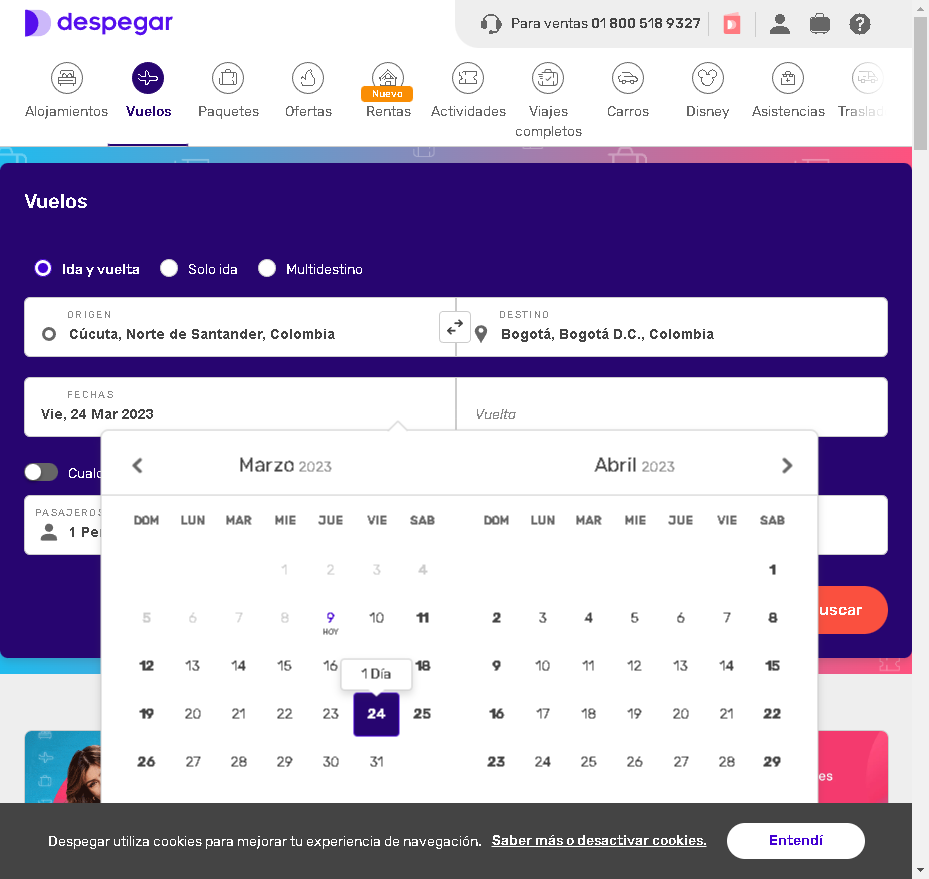 despegar
Para ventas 01 800 518 9327
Alojamientos
Vuelos
Paquetes
Ofertas
Nuevo
Rentas
Actividades
Viajes
completos
Carros
Disney
Asistencias
Traslad
Vuelos
Ida y vuelta
Solo ida
Multidestino
ORIGEN
Cúcuta, Norte de Santander, Colombia
DESTINO
Bogotá, Bogotá D.C., Colombia
FECHAS
Vie, 24 Mar 2023
Vuelta
Marzo 2023
Abril 2023
DOM LUN MAR MIE JUE VIE SAB
1 2 3 4
5 6 7 8 9 10 11
HOY
12 13 14 15 16 18
1 Día
19 20 21 22 23 24 25
26 27 28 29 30 31
DOM LUN MAR MIE JUE VIE SAB
1
2 3 4 5 6 7 8
9 10 11 12 13 14 15
16 17 18 19 20 21 22
23 24 25 26 27 28 29
Cualq
PASAJEROS
1 Per
uscar
es
Despegar utiliza cookies para mejorar tu experiencia de navegación. Saber más o desactivar cookies.
Entendí